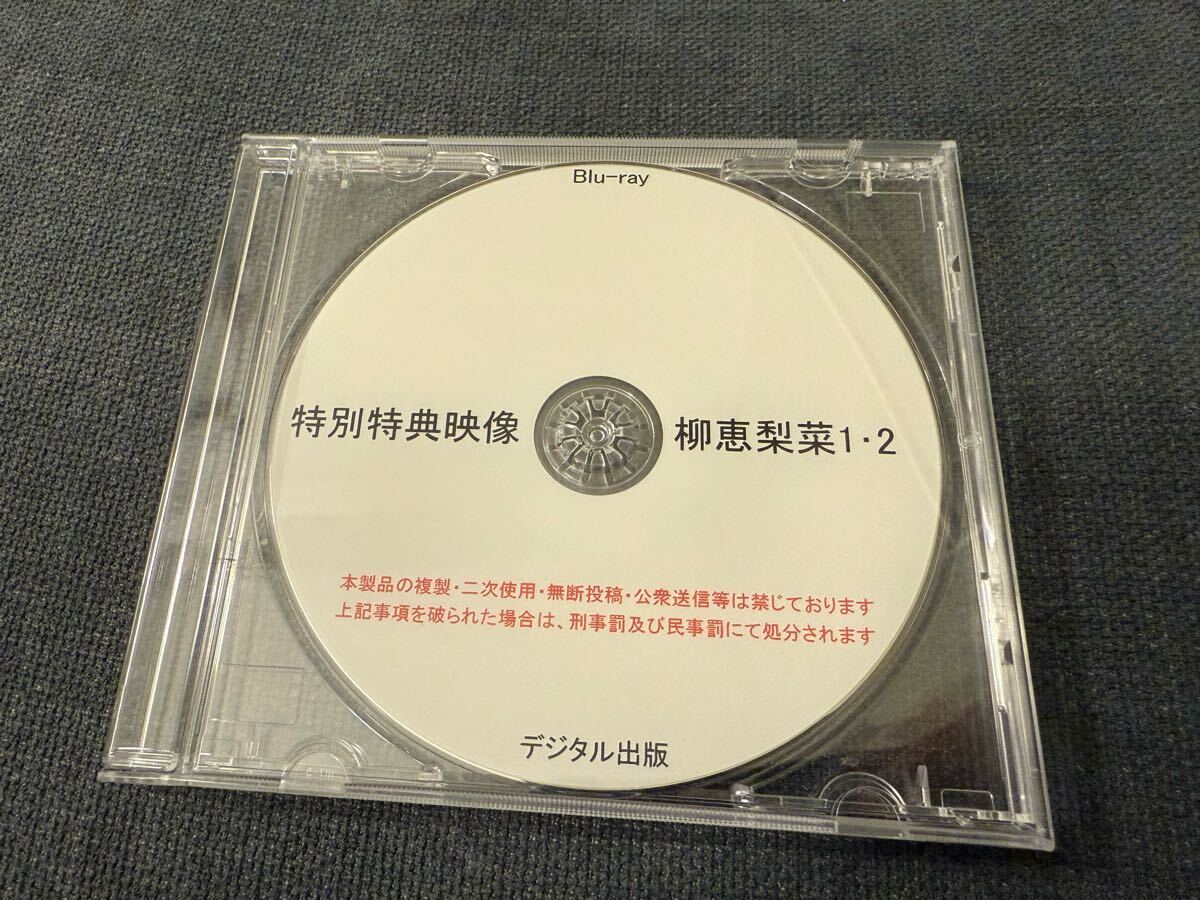 Blu-ray
特別特典映像 柳恵梨菜1・2
本製品の複製・二次使用・無断投稿・公衆送信等は禁じております
上記事項を破られた場合は、刑事罰及び民事罰にて処分されます
デジタル出版